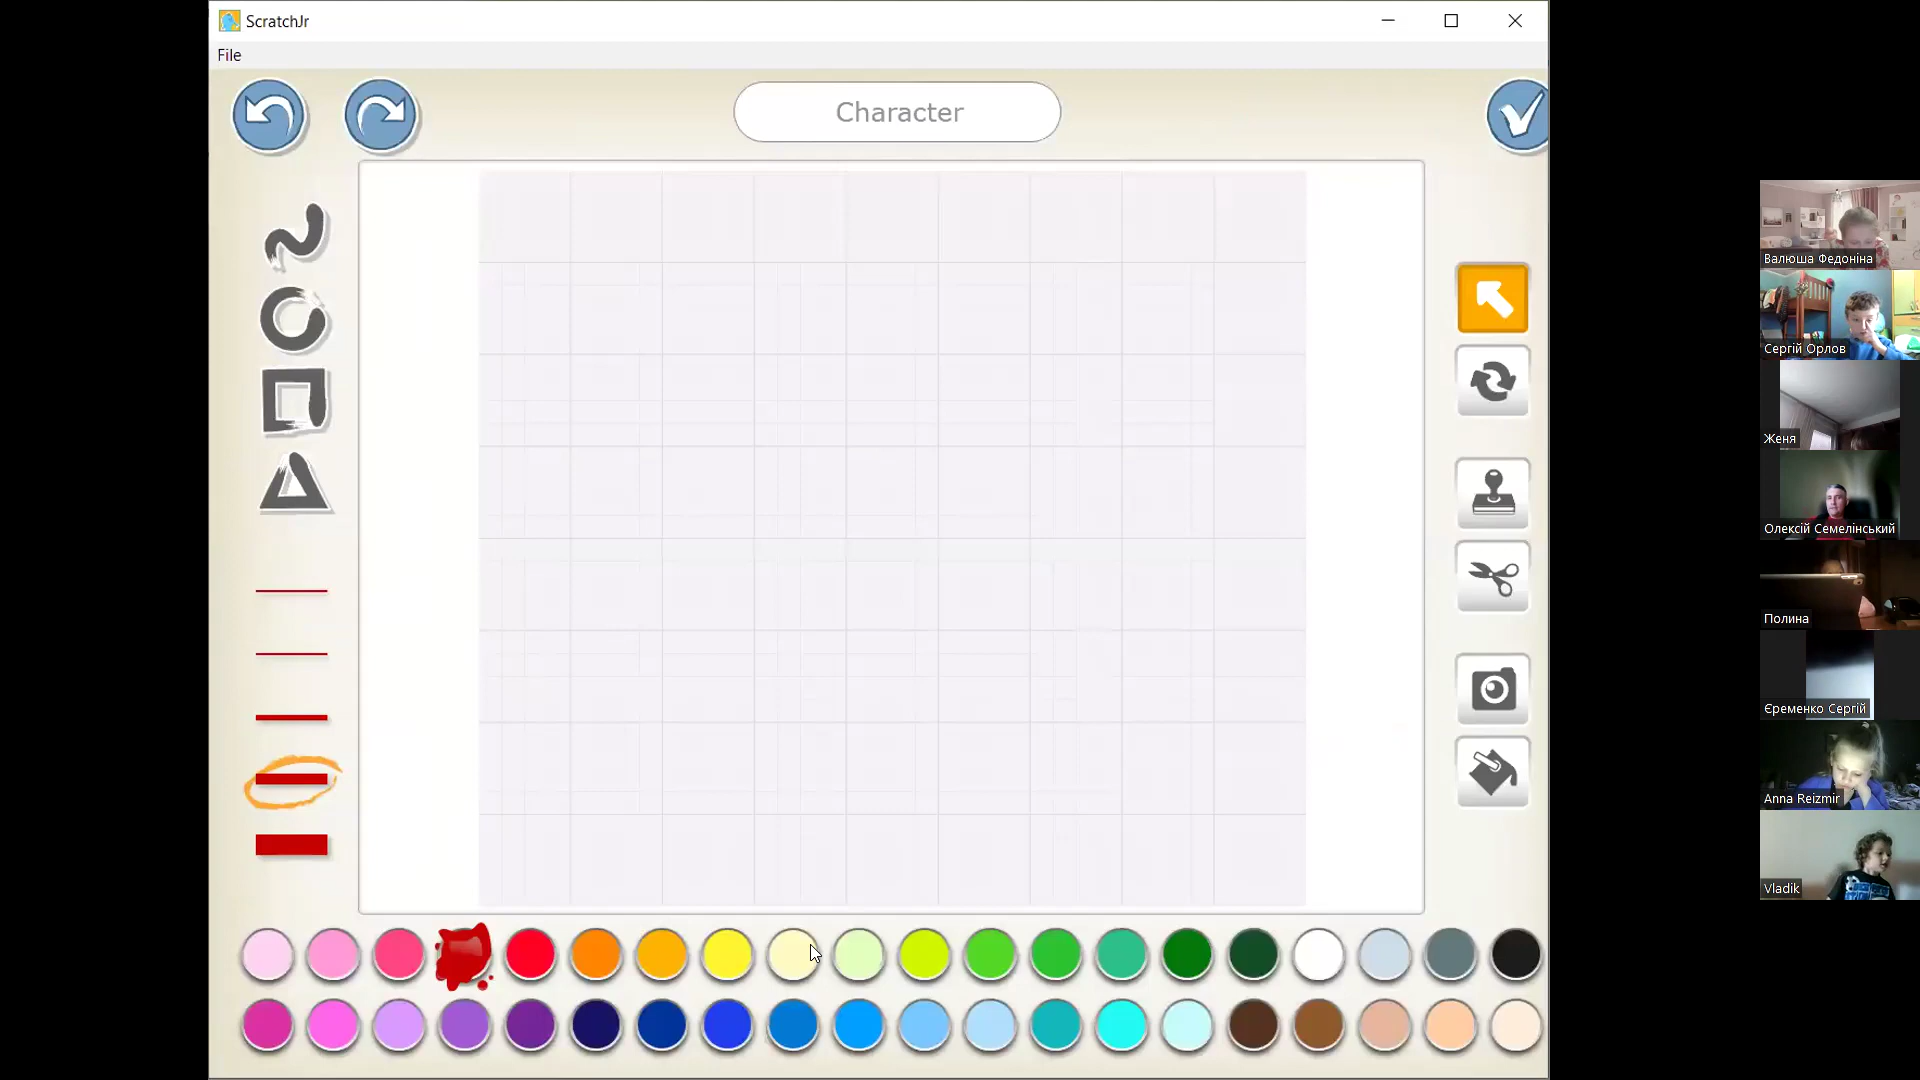 ScratchJr
File
Character
Валюша Федоніна
Сергій Орлов
Женя
Олексій Семелінський
Полина
Єременко Сергій
Anna Reizmir
Vladik